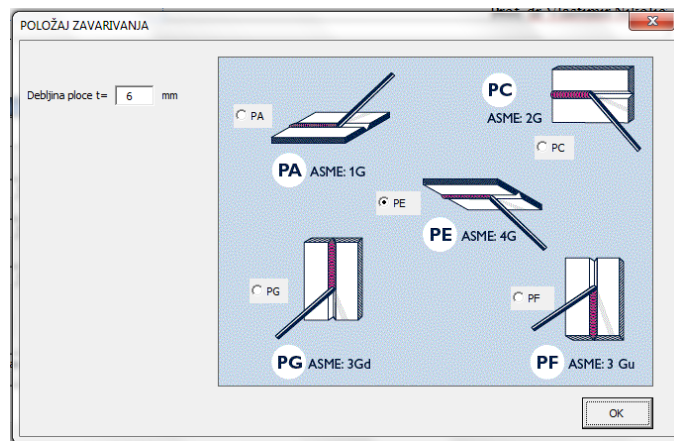 POLOŽAJ ZAVARIVANJA
Debljina ploce t= 6 mm
PA
PA ASME: 1G
PC
ASME: 2G
PC
PE
PE ASME: 4G
PG
PG ASME: 3Gd
PF
PF ASME: 3 Gu
OK